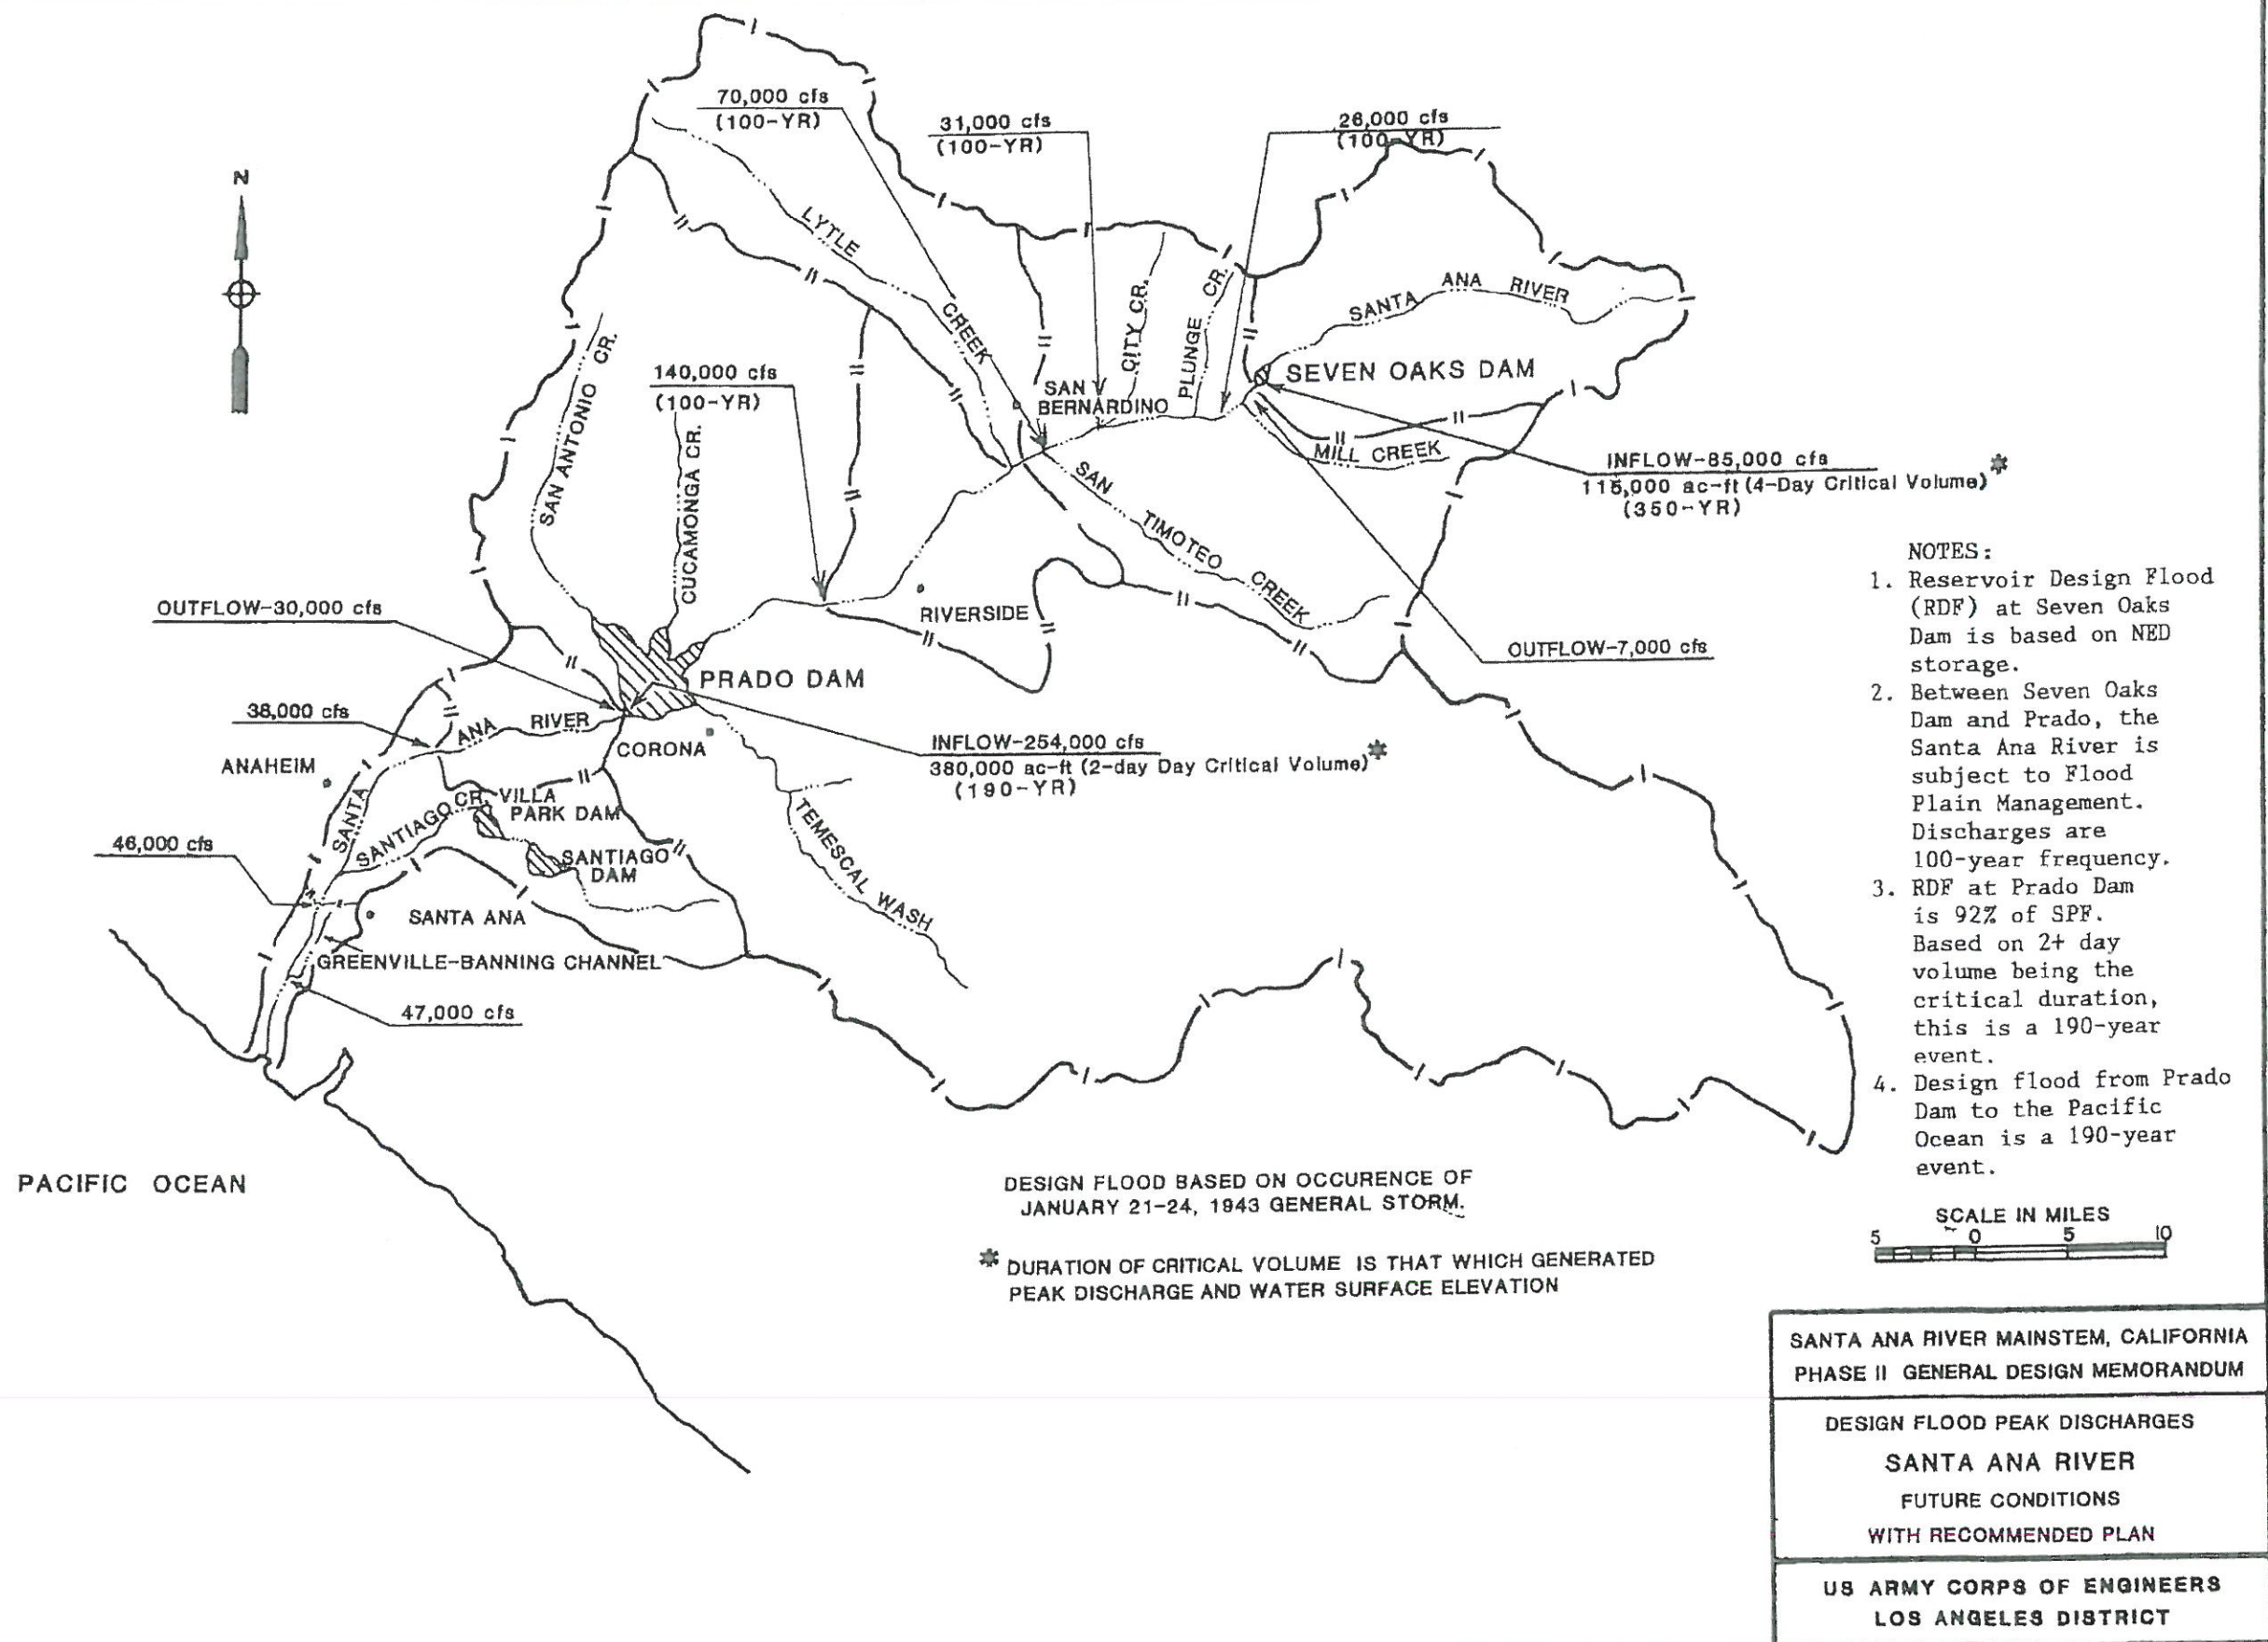 70,000 cfs
(100-YR)
31,000 cfs
(100-YR)
28,000 cfs
(100-YR)
N
LYTLE
CREEK
CITY CR.
PLUNGE CR.
SANTA ANA RIVER
SEVEN OAKS DAM
SAN
BERNARDINO
MILL CREEK
SAN ANTONIO CR.
140,000 cfs
(100-YR)
CUCAMONGA CR.
INFLOW-85,000 cfs
115,000 ac-ft (4-Day Critical Volume)*
(350-YR)
SAN TIMOTEO CREEK
OUTFLOW-30,000 cfs
RIVERSIDE
OUTFLOW-7,000 cfs
PRADO DAM
38,000 cfs
SANTA ANA RIVER
CORONA
ANAHEIM
INFLOW-254,000 cfs
380,000 ac-ft (2-day Day Critical Volume)*
(190-YR)
SANTIAGO CR.
VILLA
PARK DAM
TEMESCAL WASH
46,000 cfs
SANTIAGO
DAM
SANTA ANA
GREENVILLE-BANNING CHANNEL
47,000 cfs
PACIFIC OCEAN
NOTES:
1. Reservoir Design Flood
(RDF) at Seven Oaks
Dam is based on NED
storage.
2. Between Seven Oaks
Dam and Prado, the
Santa Ana River is
subject to Flood
Plain Management.
Discharges are
100-year frequency.
3. RDF at Prado Dam
is 92% of SPF.
Based on 2+ day
volume being the
critical duration,
this is a 190-year
event.
4. Design flood from Prado
Dam to the Pacific
Ocean is a 190-year
event.
DESIGN FLOOD BASED ON OCCURENCE OF
JANUARY 21-24, 1943 GENERAL STORM.
* DURATION OF CRITICAL VOLUME IS THAT WHICH GENERATED
PEAK DISCHARGE AND WATER SURFACE ELEVATION
SCALE IN MILES
5 0 5 10
SANTA ANA RIVER MAINSTEM, CALIFORNIA
PHASE II GENERAL DESIGN MEMORANDUM
DESIGN FLOOD PEAK DISCHARGES
SANTA ANA RIVER
FUTURE CONDITIONS
WITH RECOMMENDED PLAN
US ARMY CORPS OF ENGINEERS
LOS ANGELES DISTRICT